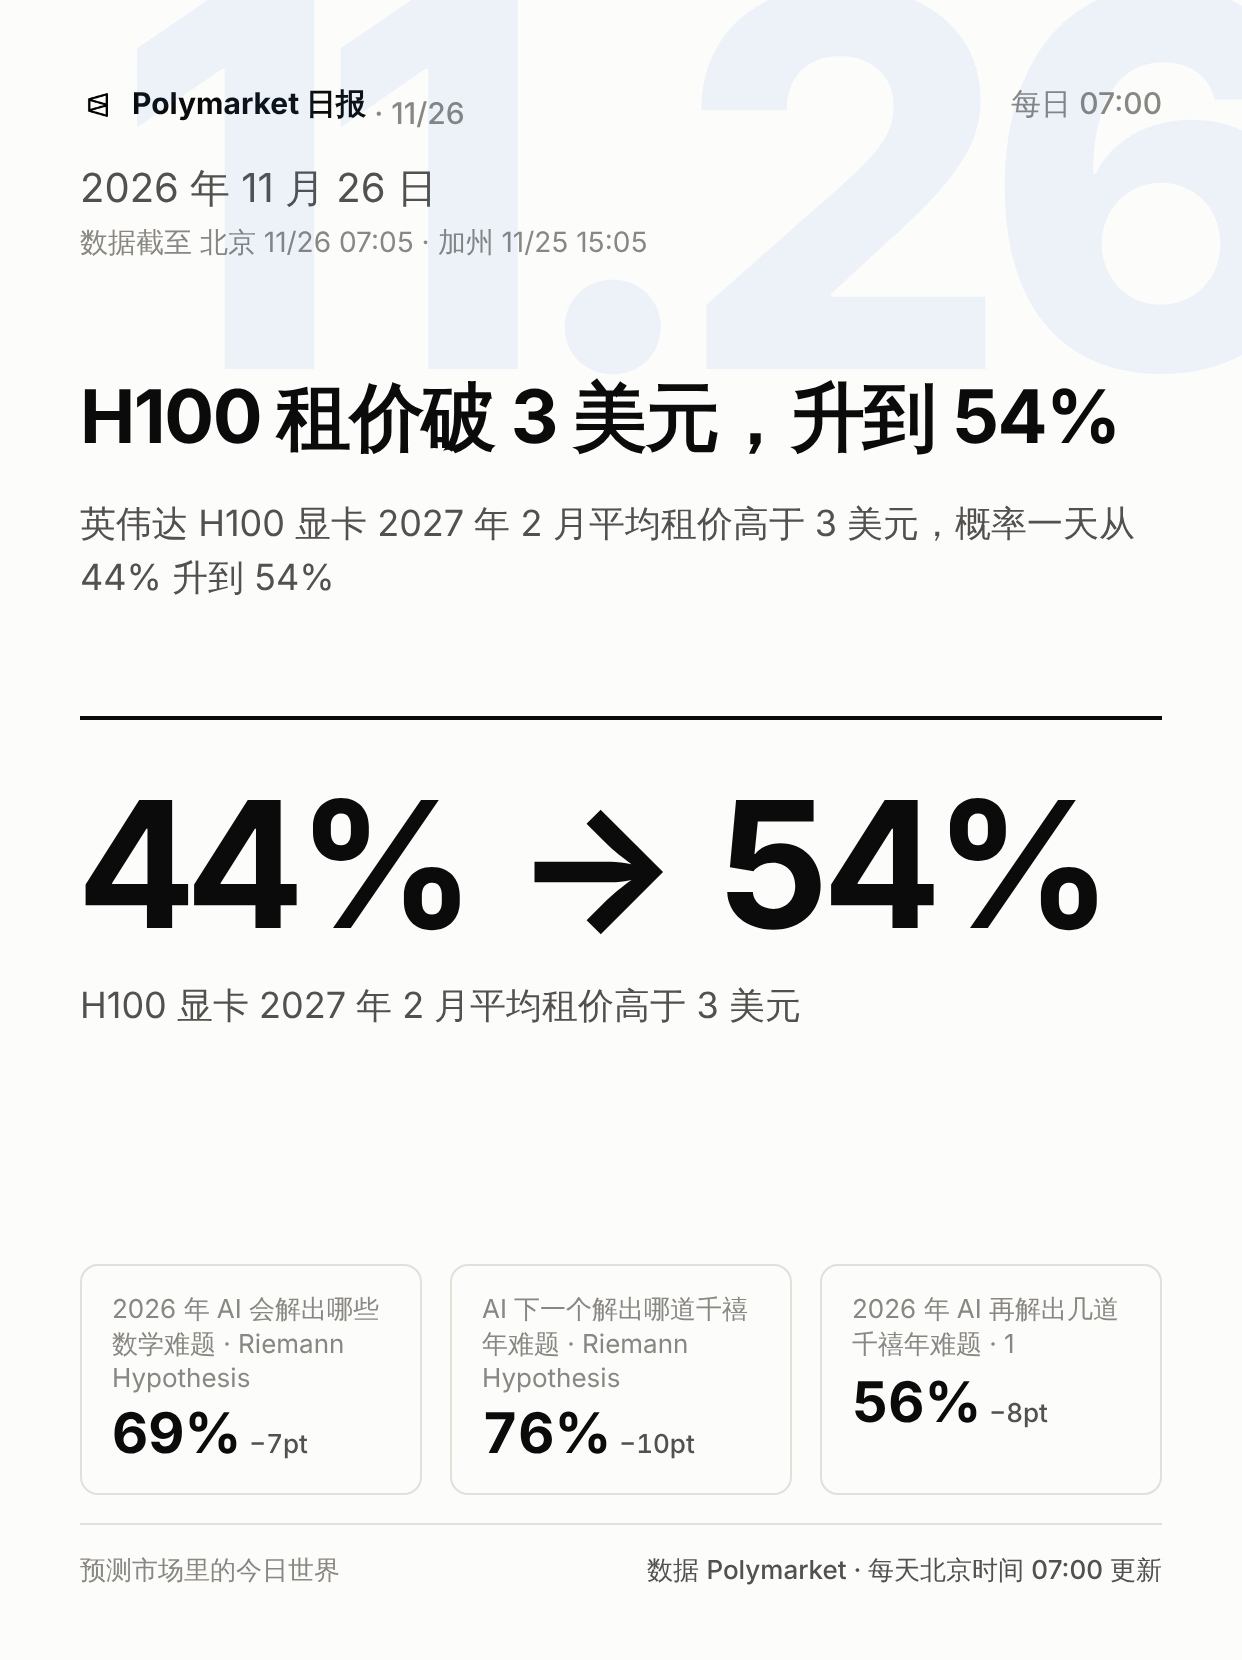 11.26
Polymarket 日报 · 11/26
每日 07:00
2026 年 11 月 26 日
数据截至 北京 11/26 07:05 · 加州 11/25 15:05
H100 租价破 3 美元，升到 54%
英伟达 H100 显卡 2027 年 2 月平均租价高于 3 美元，概率一天从
44% 升到 54%
44% → 54%
H100 显卡 2027 年 2 月平均租价高于 3 美元
2026 年 AI 会解出哪些
数学难题 · Riemann
Hypothesis
69% −7pt
AI 下一个解出哪道千禧
年难题 · Riemann
Hypothesis
76% −10pt
2026 年 AI 再解出几道
千禧年难题 · 1
56% −8pt
预测市场里的今日世界
数据 Polymarket · 每天北京时间 07:00 更新